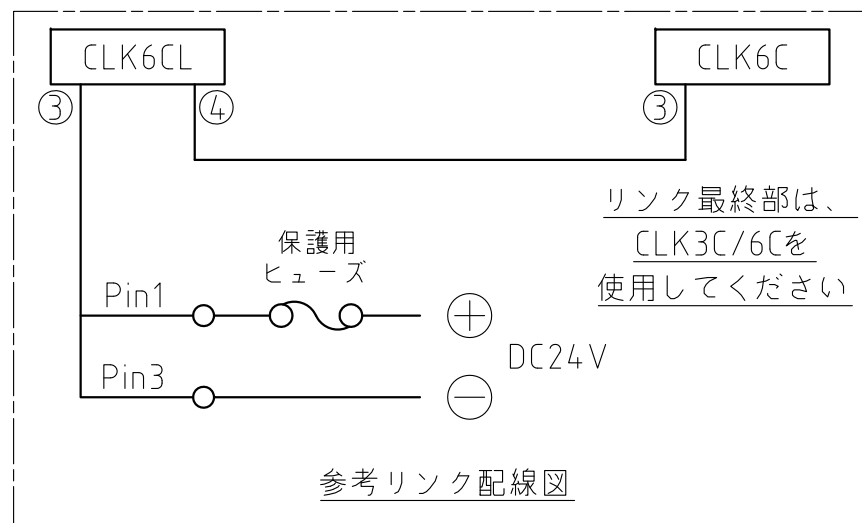 CLK6CL
CLK6C
③
④
③
リンク最終部は、
CLK3C/6Cを
使用してください
保護用
ヒューズ
Pin1
+
DC24V
Pin3
−
参考リンク配線図